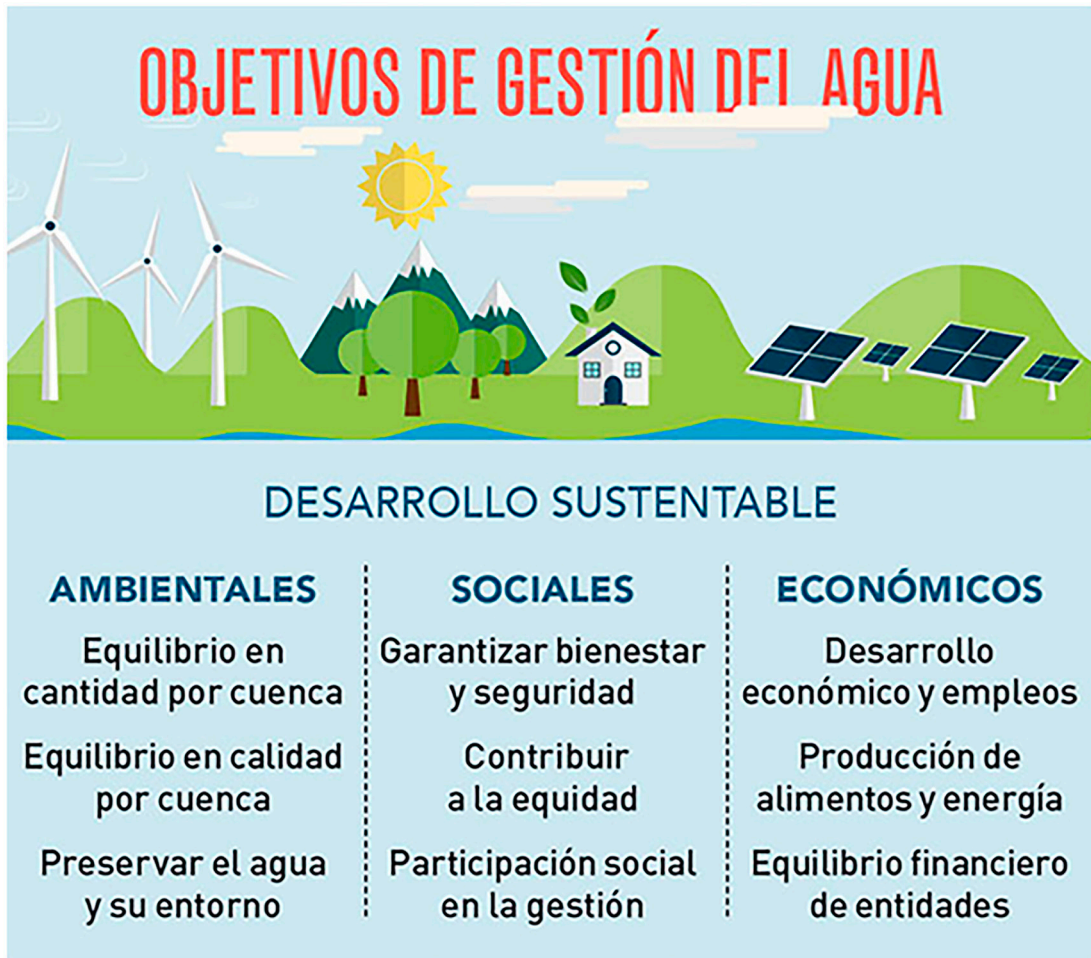 OBJETIVOS DE GESTIÓN DEL AGUA
DESARROLLO SUSTENTABLE
AMBIENTALES
Equilibrio en
cantidad por cuenca
Equilibrio en calidad
por cuenca
Preservar el agua
y su entorno
SOCIALES
Garantizar bienestar
y seguridad
Contribuir
a la equidad
Participación social
en la gestión
ECONÓMICOS
Desarrollo
económico y empleos
Producción de
alimentos y energía
Equilibrio financiero
de entidades